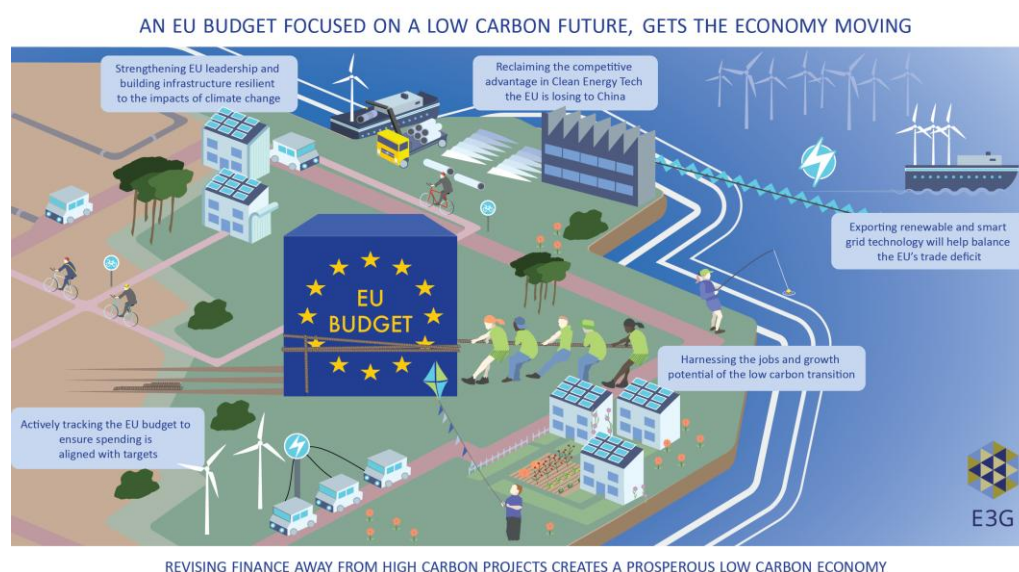 AN EU BUDGET FOCUSED ON A LOW CARBON FUTURE, GETS THE ECONOMY MOVING
Strengthening EU leadership and
building infrastructure resilient
to the impacts of climate change
Reclaiming the competitive
advantage in Clean Energy Tech
the EU is losing to China
Exporting renewable and smart
grid technology will help balance
the EU's trade deficit
EU
BUDGET
Harnessing the jobs and growth
potential of the low carbon transition
Actively tracking the EU budget to
ensure spending is
aligned with targets
E3G
REVISING FINANCE AWAY FROM HIGH CARBON PROJECTS CREATES A PROSPEROUS LOW CARBON ECONOMY